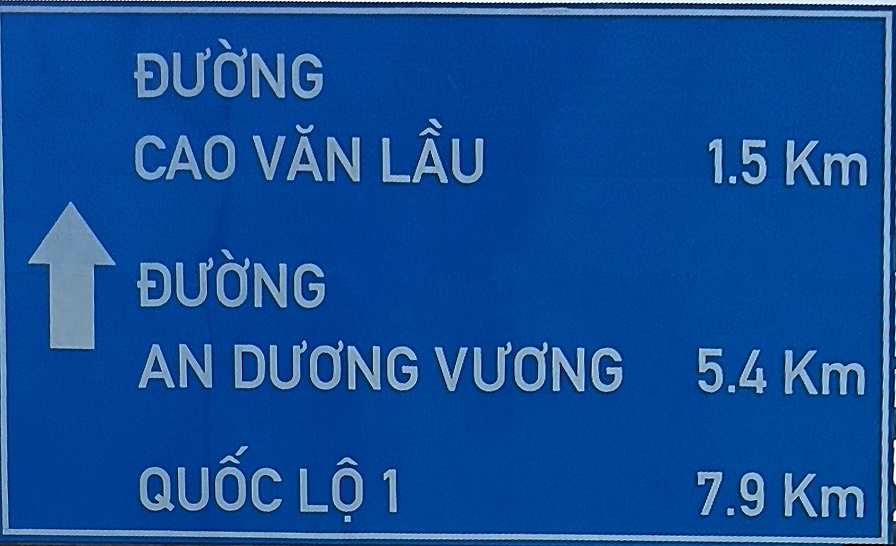 ĐƯỜNG
CAO VĂN LẦU 1.5 Km
ĐƯỜNG
AN DƯƠNG VƯƠNG 5.4 Km
QUỐC LỘ 1 7.9 Km